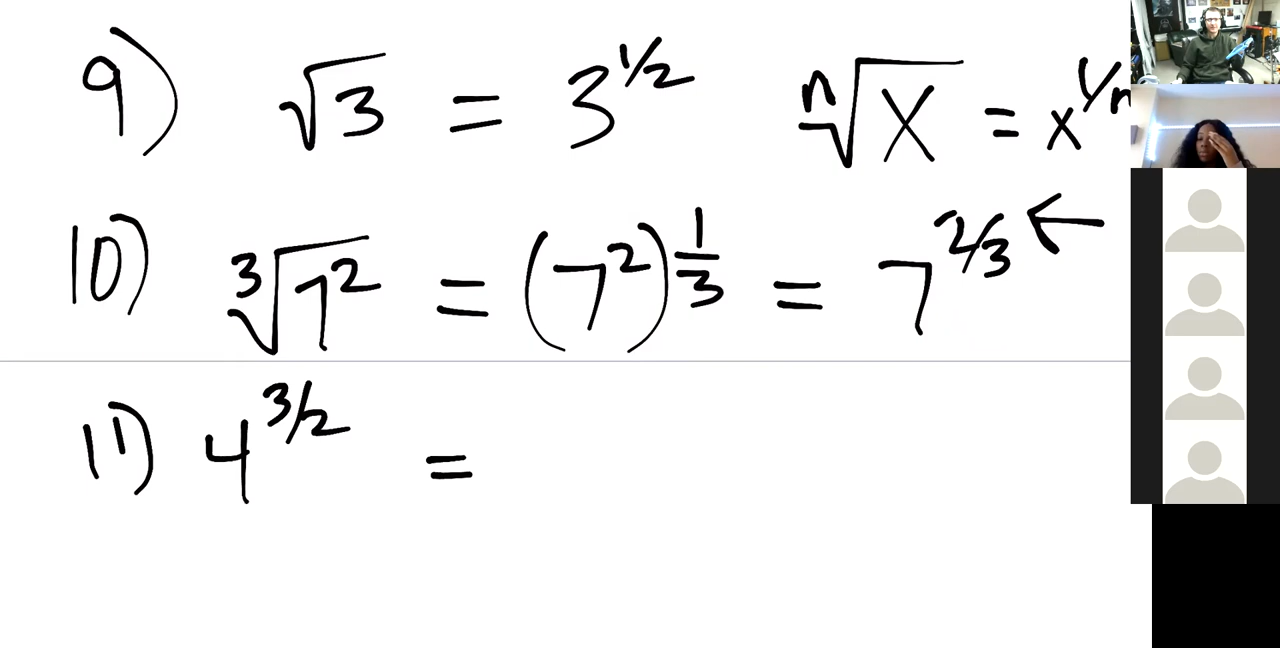 9) √3 = 3^1/2 ⁿ√x = x^1/n
10) ³√7² = (7²)^1/3 = 7^2/3 ←
11) 4^3/2 =